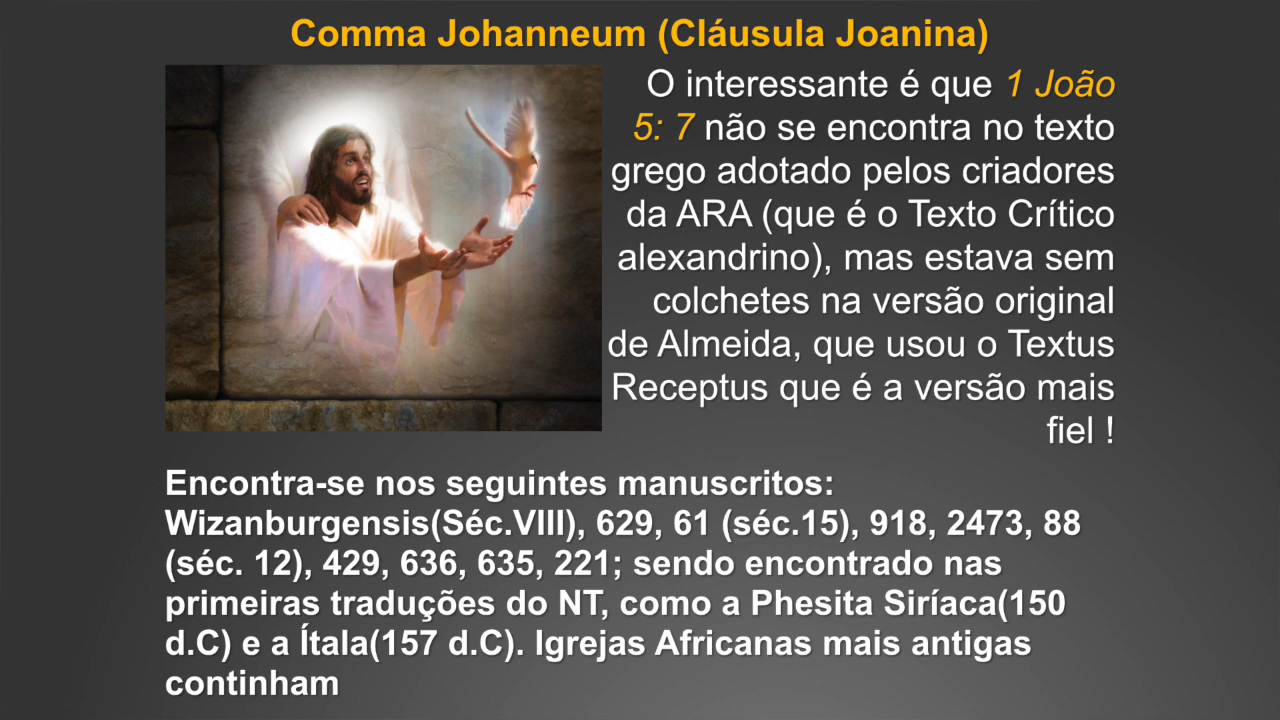 Comma Johanneum (Cláusula Joanina)
O interessante é que 1 João
5: 7 não se encontra no texto
grego adotado pelos criadores
da ARA (que é o Texto Crítico
alexandrino), mas estava sem
colchetes na versão original
de Almeida, que usou o Textus
Receptus que é a versão mais
fiel !
Encontra-se nos seguintes manuscritos:
Wizanburgensis(Séc.VIII), 629, 61 (séc.15), 918, 2473, 88
(séc. 12), 429, 636, 635, 221; sendo encontrado nas
primeiras traduções do NT, como a Phesita Siríaca(150
d.C) e a Ítala(157 d.C). Igrejas Africanas mais antigas
continham